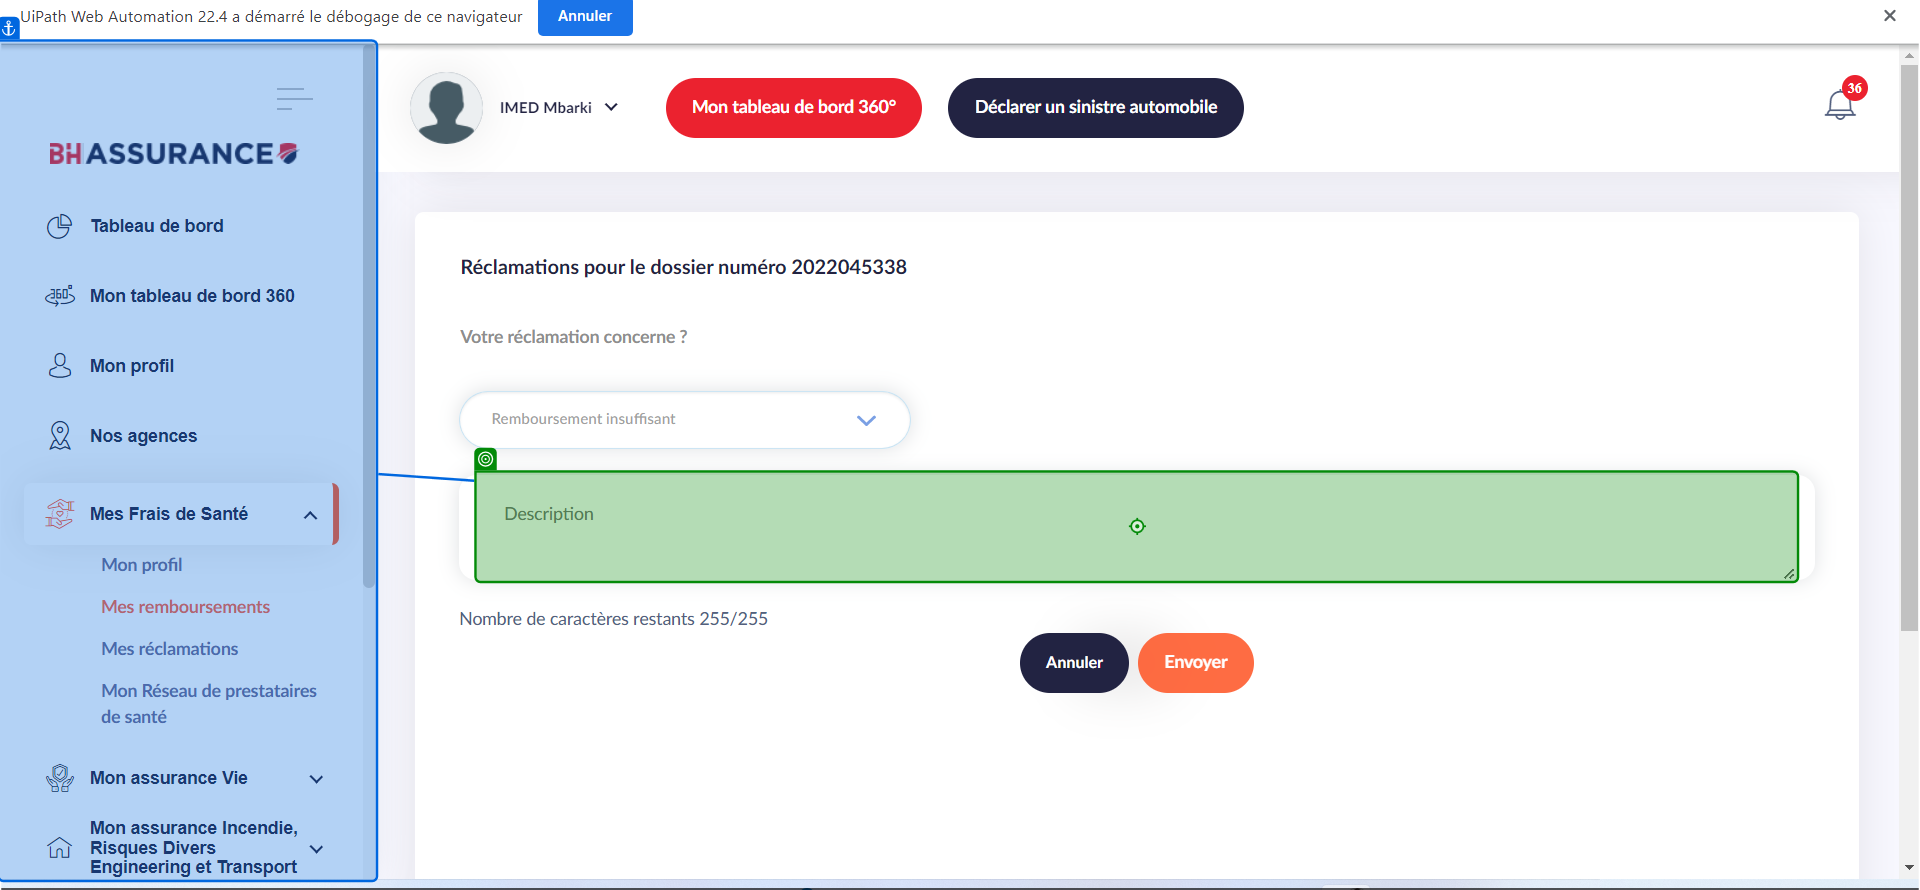 UiPath Web Automation 22.4 a démarré le débogage de ce navigateur
Annuler
BH ASSURANCE
Tableau de bord
360°
Mon tableau de bord 360
Mon profil
Nos agences
Mes Frais de Santé
Mon profil
Mes remboursements
Mes réclamations
Mon Réseau de prestataires
de santé
Mon assurance Vie
Mon assurance Incendie,
Risques Divers
Engineering et Transport
IMED Mbarki
Mon tableau de bord 360°
Déclarer un sinistre automobile
36
Réclamations pour le dossier numéro 2022045338
Votre réclamation concerne ?
Remboursement insuffisant
Description
Nombre de caractères restants 255/255
Annuler
Envoyer